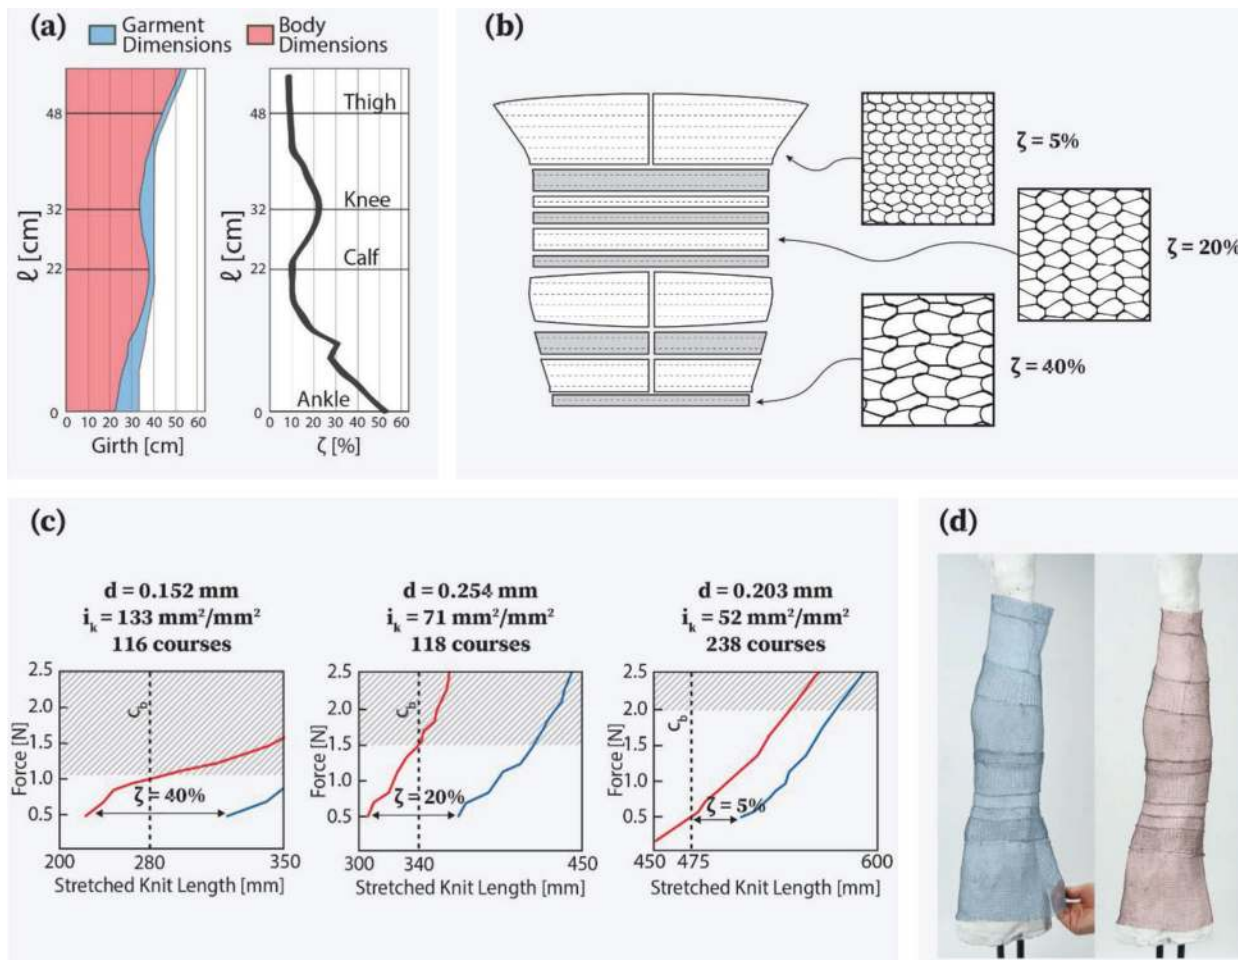 (a)
Garment
Dimensions
Body
Dimensions
48
32
22
0
ℓ [cm]
0 10 20 30 40 50 60
Girth [cm]
48
32
22
0
ℓ [cm]
Thigh
Knee
Calf
Ankle
0 10 20 30 40 50 60
ζ [%]
(b)
ζ = 5%
ζ = 20%
ζ = 40%
(c)
d = 0.152 mm
iₖ = 133 mm²/mm²
116 courses
2.5
2.0
1.5
1.0
0.5
Force [N]
C_b
ζ = 40%
200 280 350
Stretched Knit Length [mm]
d = 0.254 mm
iₖ = 71 mm²/mm²
118 courses
2.5
2.0
1.5
1.0
0.5
Force [N]
C_b
ζ = 20%
300 340 450
Stretched Knit Length [mm]
d = 0.203 mm
iₖ = 52 mm²/mm²
238 courses
2.5
2.0
1.5
1.0
0.5
Force [N]
C_b
ζ = 5%
450 475 600
Stretched Knit Length [mm]
(d)